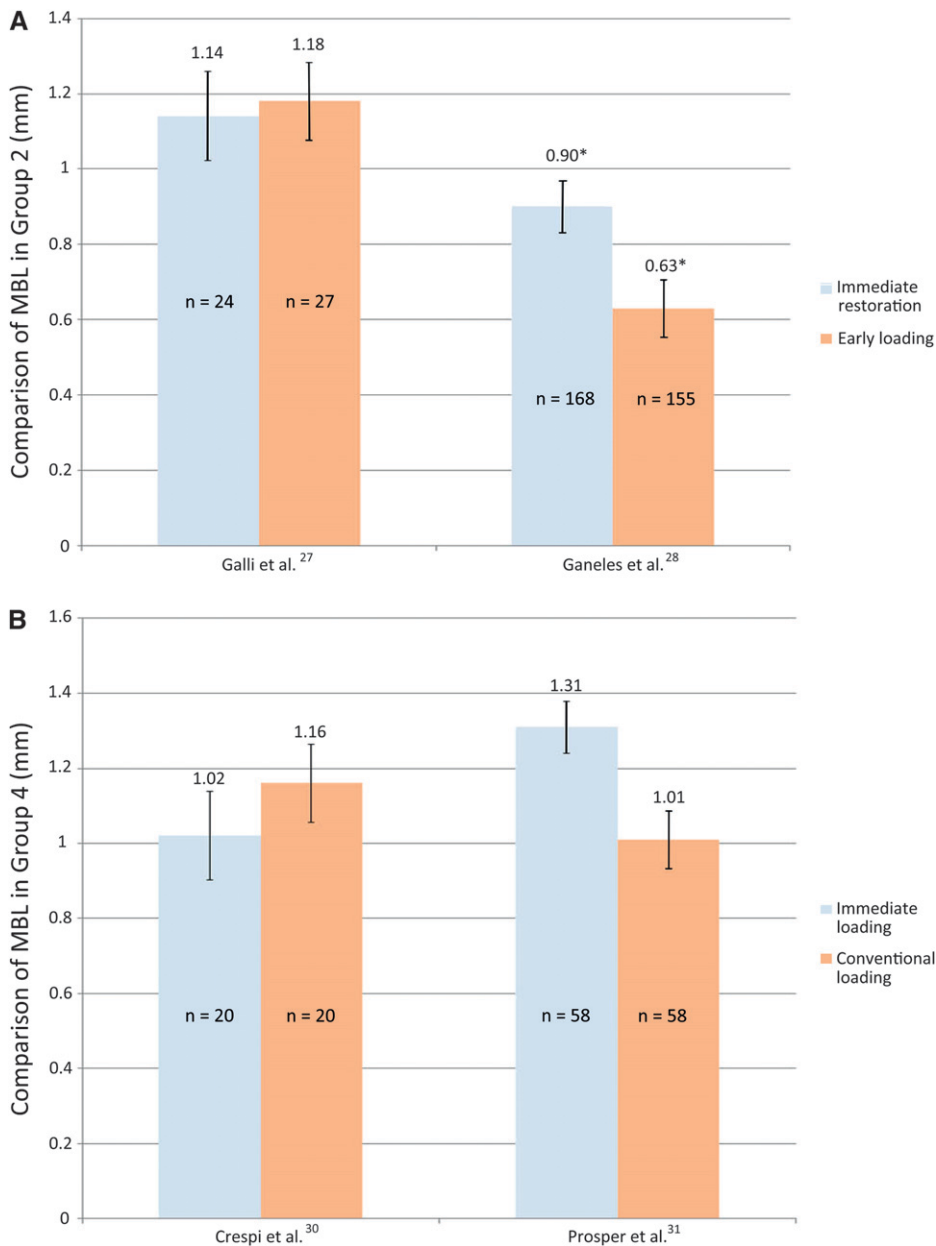 A
Comparison of MBL in Group 2 (mm)
1.4
1.2
1
0.8
0.6
0.4
0.2
0
1.14
1.18
0.90*
0.63*
n = 24
n = 27
n = 168
n = 155
Galli et al.27
Ganeles et al.28
Immediate
restoration
Early loading
B
Comparison of MBL in Group 4 (mm)
1.6
1.4
1.2
1
0.8
0.6
0.4
0.2
0
1.02
1.16
1.31
1.01
n = 20
n = 20
n = 58
n = 58
Crespi et al.30
Prosper et al.31
Immediate
loading
Conventional
loading